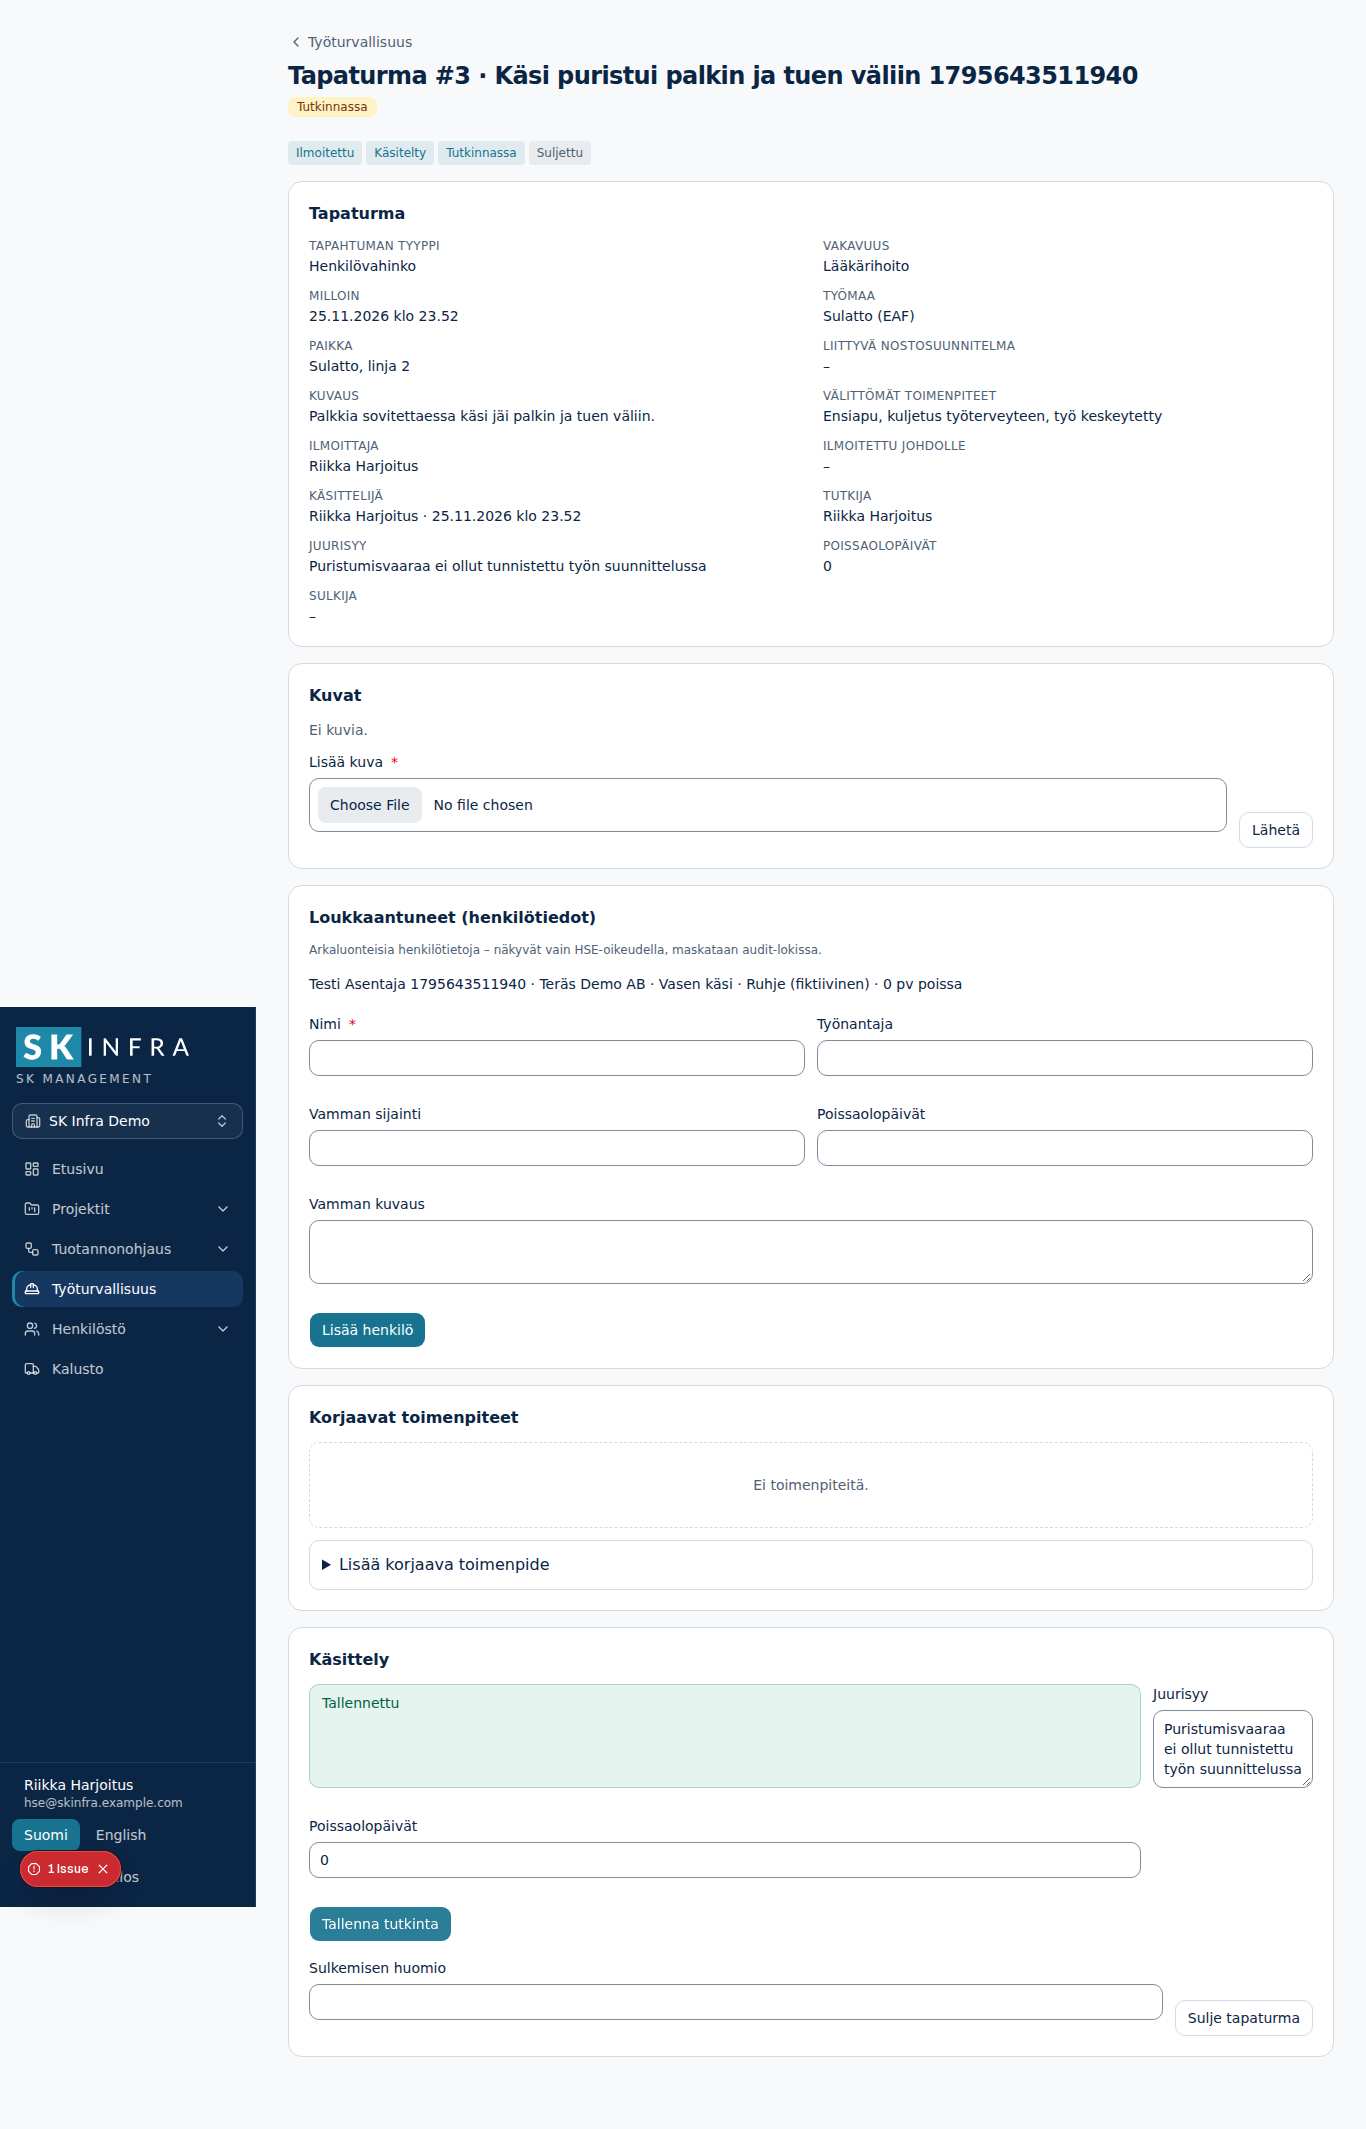 Työturvallisuus
Tapaturma #3 · Käsi puristui palkin ja tuen väliin 1795643511940
Tutkinnassa
Ilmoitettu Käsitelty Tutkinnassa Suljettu
Tapaturma
TAPAHTUMAN TYYPPI
Henkilövahinko
VAKAVUUS
Lääkärihoito
MILLOIN
25.11.2026 klo 23.52
TYÖMAA
Sulatto (EAF)
PAIKKA
Sulatto, linja 2
LIITTYVÄ NOSTOSUUNNITELMA
–
KUVAUS
Palkkia sovitettaessa käsi jäi palkin ja tuen väliin.
VÄLITTÖMÄT TOIMENPITEET
Ensiapu, kuljetus työterveyteen, työ keskeytetty
ILMOITTAJA
Riikka Harjoitus
ILMOITETTU JOHDOLLE
–
KÄSITTELIJÄ
Riikka Harjoitus · 25.11.2026 klo 23.52
TUTKIJA
Riikka Harjoitus
JUURISYY
Puristumisvaaraa ei ollut tunnistettu työn suunnittelussa
POISSAOLOPÄIVÄT
0
SULKIJA
–
Kuvat
Ei kuvia.
Lisää kuva *
Choose File No file chosen
Lähetä
Loukkaantuneet (henkilötiedot)
Arkaluonteisia henkilötietoja – näkyvät vain HSE-oikeudella, maskataan audit-lokissa.
Testi Asentaja 1795643511940 · Teräs Demo AB · Vasen käsi · Ruhje (fiktiivinen) · 0 pv poissa
Nimi *
Työnantaja
Vamman sijainti
Poissaolopäivät
Vamman kuvaus
Lisää henkilö
Korjaavat toimenpiteet
Ei toimenpiteitä.
Lisää korjaava toimenpide
Käsittely
Tallennettu
Juurisyy
Puristumisvaaraa
ei ollut tunnistettu
työn suunnittelussa
Poissaolopäivät
0
Tallenna tutkinta
Sulkemisen huomio
Sulje tapaturma
SK INFRA
SK MANAGEMENT
SK Infra Demo
Etusivu
Projektit
Tuotannonohjaus
Työturvallisuus
Henkilöstö
Kalusto
Riikka Harjoitus
hse@skinfra.example.com
Suomi English
1 Issue